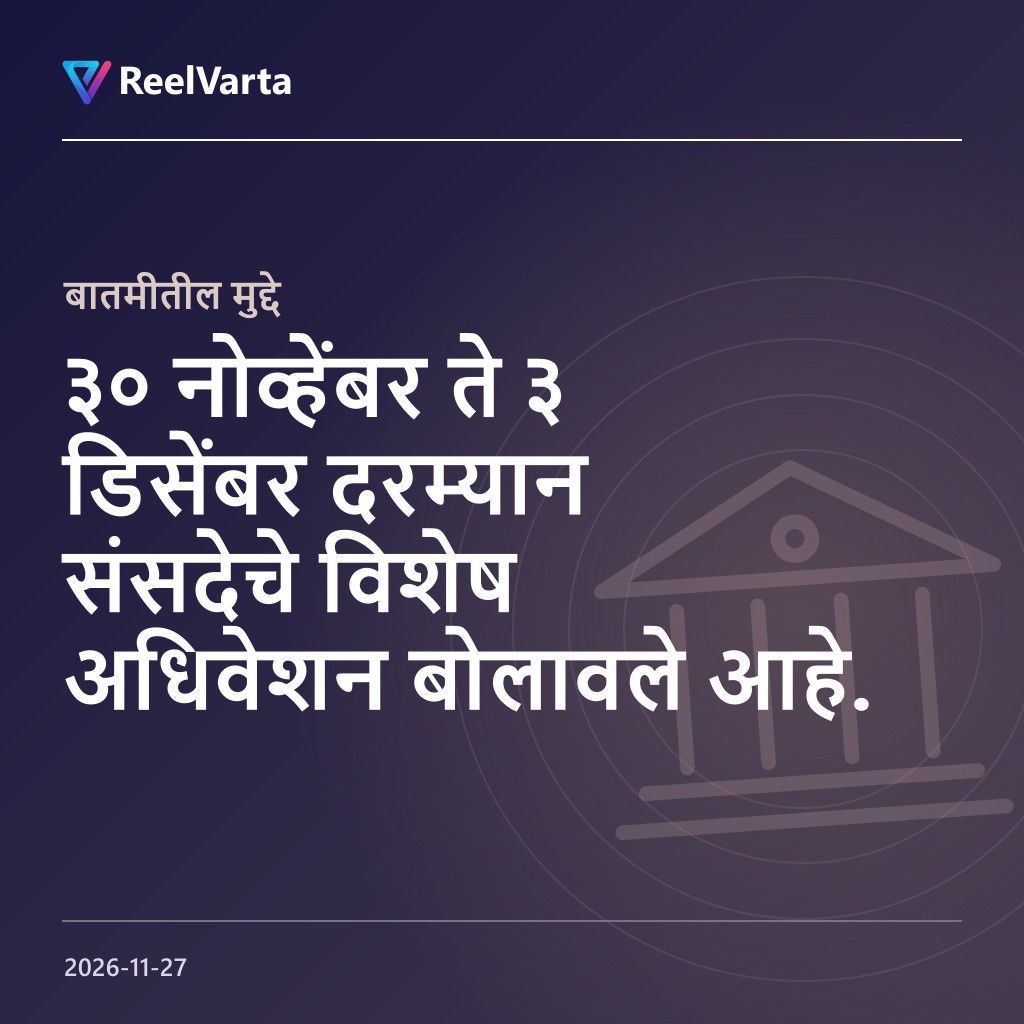 ReelVarta
बातमीतील मुद्दे
३० नोव्हेंबर ते ३
डिसेंबर दरम्यान
संसदेचे विशेष
अधिवेशन बोलावले आहे.
2026-11-27